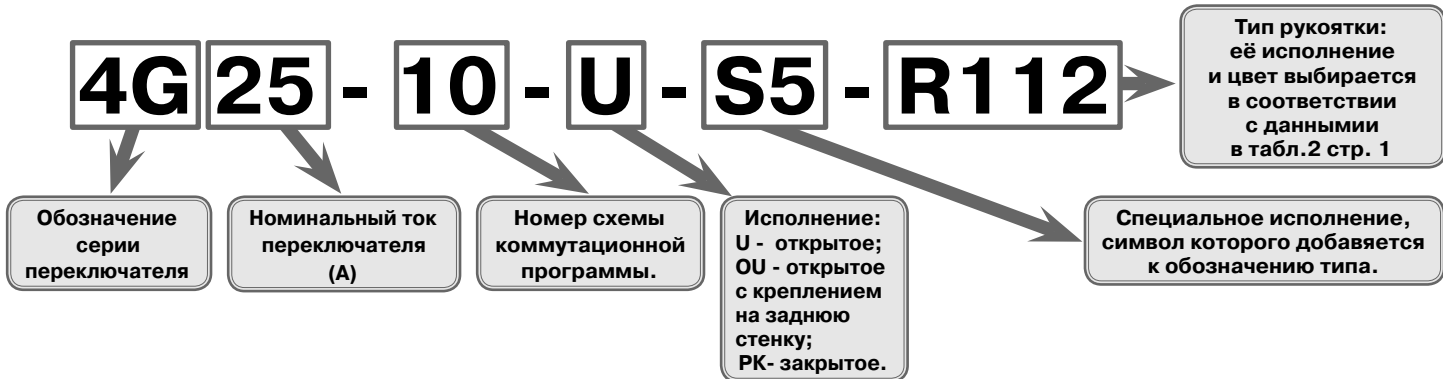 4G 25 - 10 - U - S5 - R112
Тип рукоятки:
её исполнение
и цвет выбирается
в соответствии
с даннымии
в табл.2 стр. 1
Обозначение
серии
переключателя
Номинальный ток
переключателя
(А)
Номер схемы
коммутационной
программы.
Исполнение:
U - открытое;
OU - открытое
с креплением
на заднюю
стенку;
РК- закрытое.
Специальное исполнение,
символ которого добавяется
к обозначению типа.